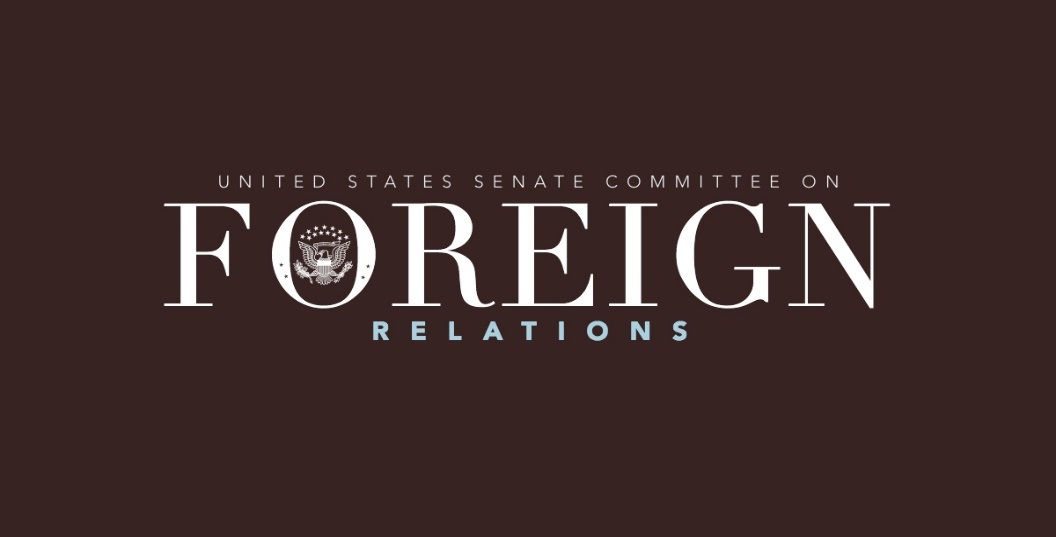 UNITED STATES SENATE COMMITTEE ON
FOREIGN
RELATIONS